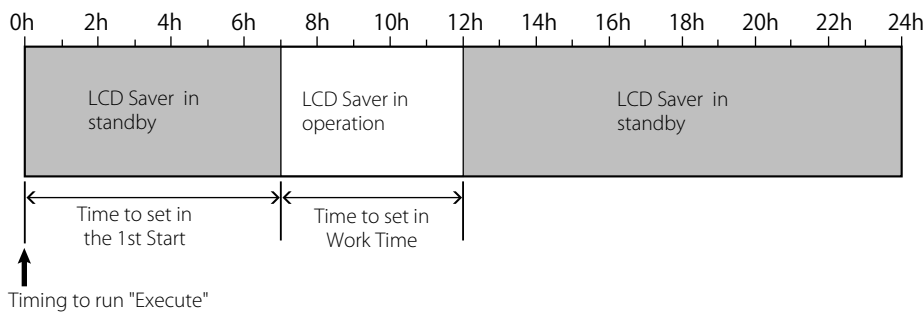 0h 2h 4h 6h 8h 10h 12h 14h 16h 18h 20h 22h 24h
LCD Saver in
standby
LCD Saver in
operation
LCD Saver in
standby
Time to set in
the 1st Start
Time to set in
Work Time
Timing to run "Execute"